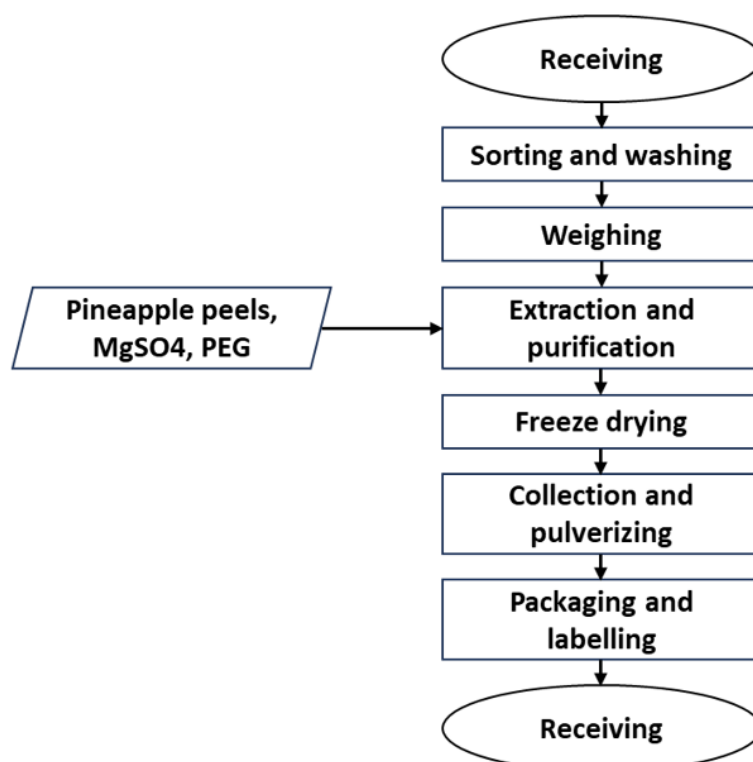 Receiving
Sorting and washing
Weighing
Pineapple peels,
MgSO4, PEG
Extraction and
purification
Freeze drying
Collection and
pulverizing
Packaging and
labelling
Receiving